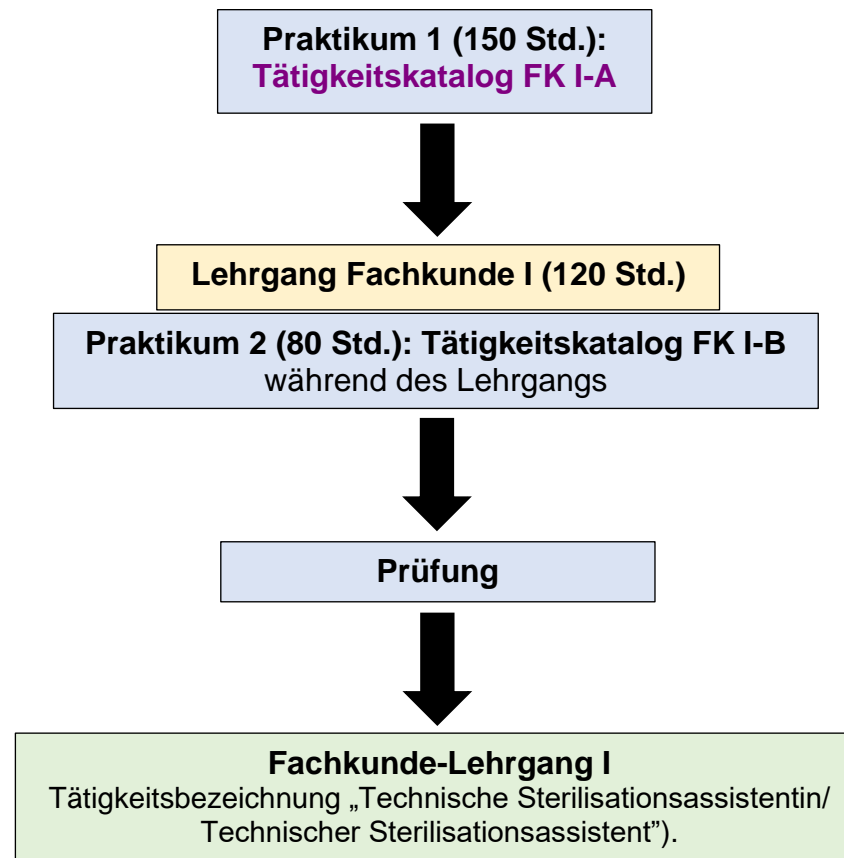 Praktikum 1 (150 Std.):
Tätigkeitskatalog FK I-A
Lehrgang Fachkunde I (120 Std.)
Praktikum 2 (80 Std.): Tätigkeitskatalog FK I-B
während des Lehrgangs
Prüfung
Fachkunde-Lehrgang I
Tätigkeitsbezeichnung „Technische Sterilisationsassistentin/
Technischer Sterilisationsassistent”).